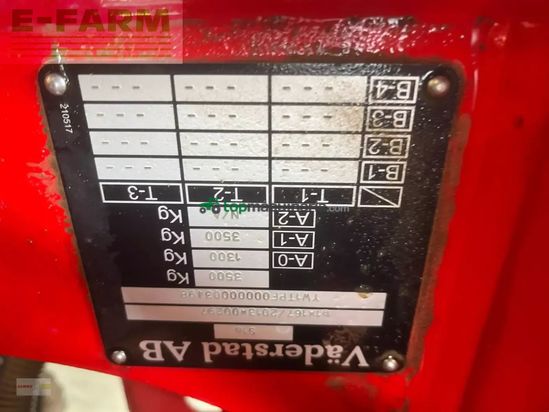 E-FARM
Väderstad AB
YW1TPF00000003498
3500 Kg
A-0 1300 Kg
A-1 3500 Kg
A-2 N/A Kg
T-1 T-2 T-3
B-1 --- --- ---
B-2 --- --- ---
B-3 --- --- ---
B-4 --- --- ---
210517